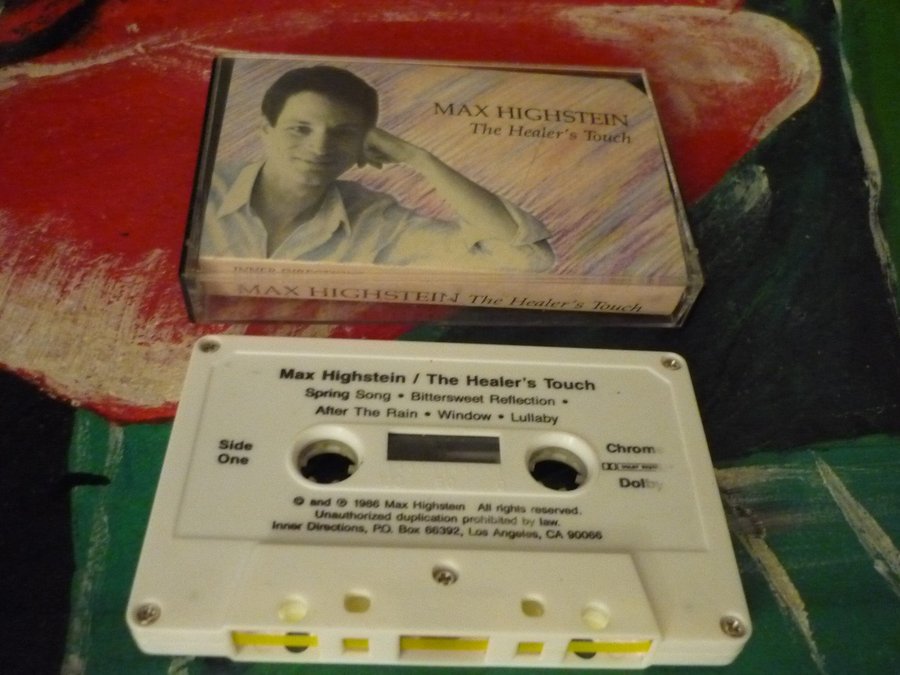 MAX HIGHSTEIN
The Healer's Touch
MAX HIGHSTEIN The Healer's Touch
Max Highstein / The Healer's Touch
Spring Song • Bittersweet Reflection •
After The Rain • Window • Lullaby
Side
One
Chrome
Dolby
© and ℗ 1986 Max Highstein All rights reserved.
Unauthorized duplication prohibited by law.
Inner Directions, P.O. Box 66392, Los Angeles, CA 90066